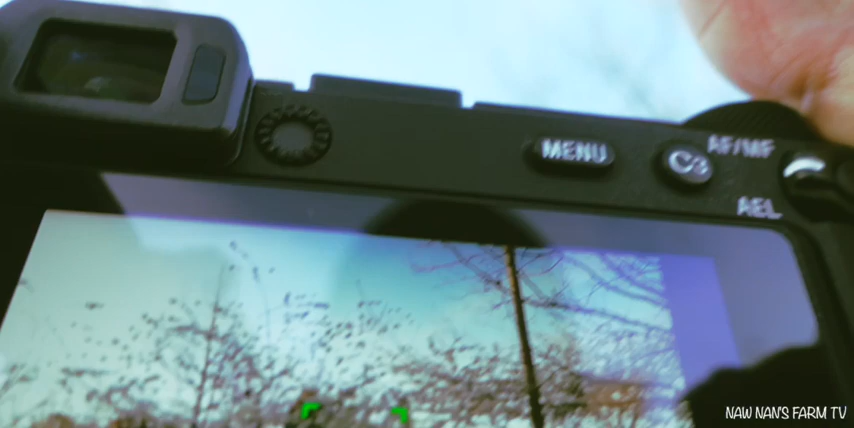 MENU
C3
AF/MF
AEL
NAW NAN'S FARM TV